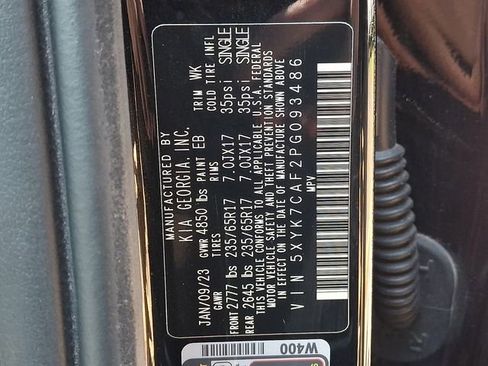 MANUFACTURED BY
KIA GEORGIA, INC.
JAN/09/23 GVWR 4850 lbs PAINT EB TRIM WK
GAWR TIRES RIMS COLD TIRE INFL
FRONT 2777 lbs 235/65R17 7.0JX17 35psi SINGLE
REAR 2645 lbs 235/65R17 7.0JX17 35psi SINGLE
THIS VEHICLE CONFORMS TO ALL APPLICABLE U.S.A. FEDERAL
MOTOR VEHICLE SAFETY AND THEFT PREVENTION STANDARDS
IN EFFECT ON THE DATE OF MANUFACTURE SHOWN ABOVE
VIN 5XYK7CAF2PG093486
MPV
W400